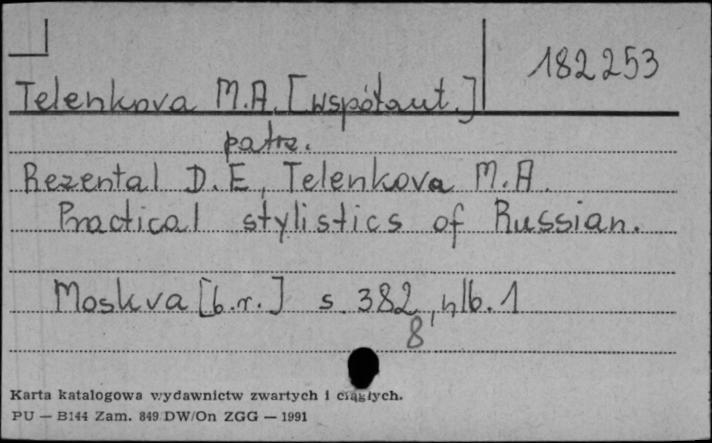 182253
Telenkova M.A. [współaut.]
patrz.
Rezental D.E, Telenkova M.A.
Practical stylistics of Russian.
Moskva [b.r.] s. 382, nlb. 1
8
Karta katalogowa wydawnictw zwartych i ciągłych.
PU — B144 Zam. 849 DW/On ZGG — 1991